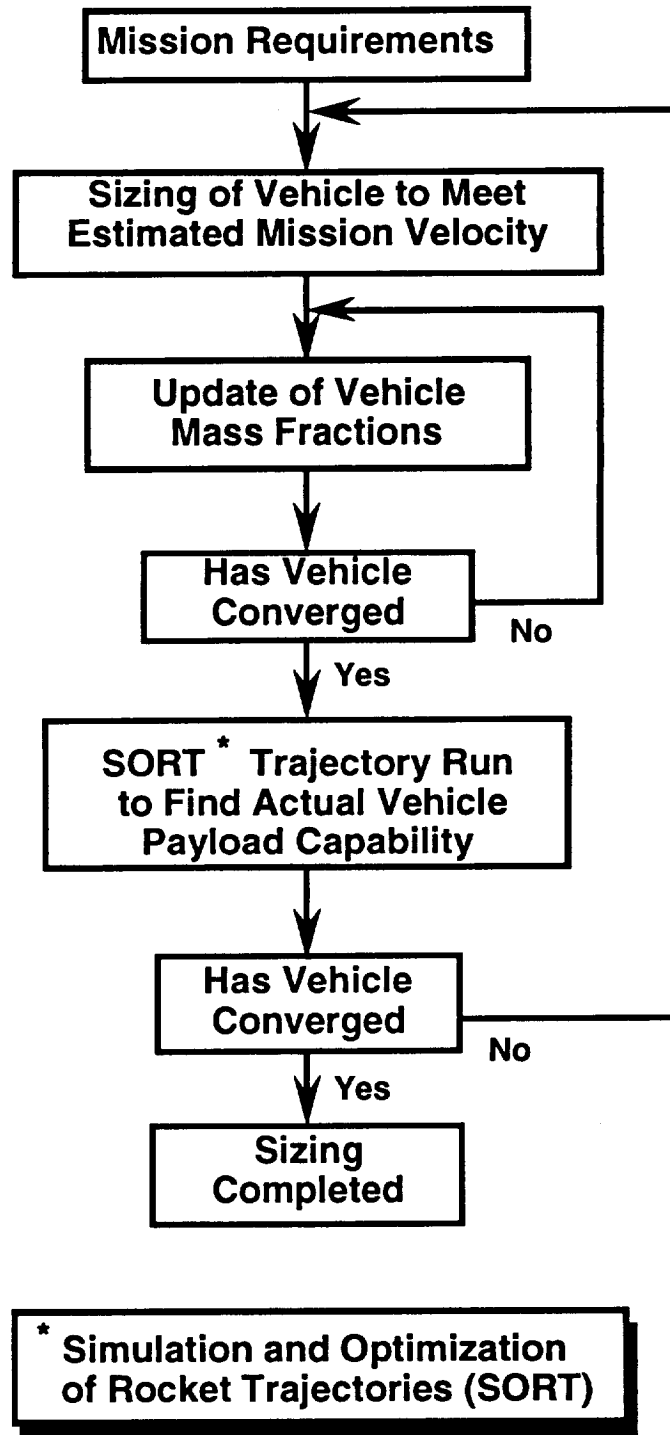 Mission Requirements
Sizing of Vehicle to Meet
Estimated Mission Velocity
Update of Vehicle
Mass Fractions
Has Vehicle
Converged
No
Yes
SORT * Trajectory Run
to Find Actual Vehicle
Payload Capability
Has Vehicle
Converged
No
Yes
Sizing
Completed
* Simulation and Optimization
of Rocket Trajectories (SORT)